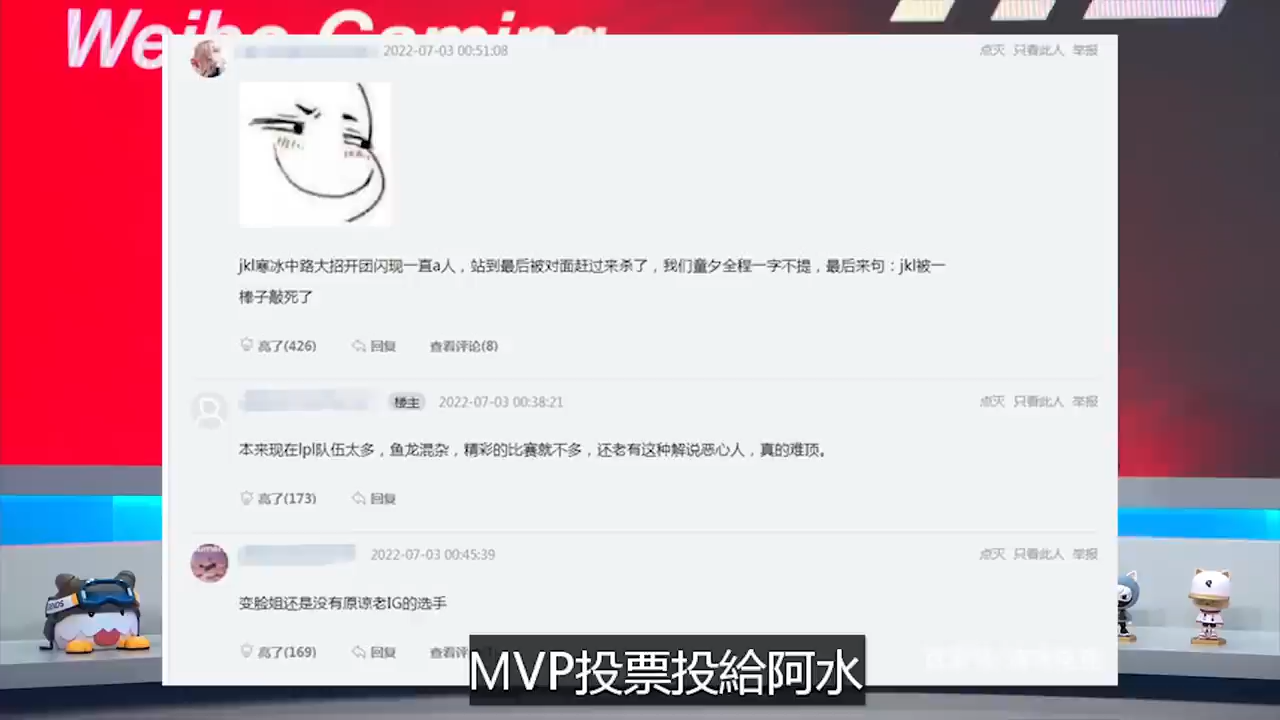 Weibo Gaming
2022-07-03 00:51:08
点灭 只看此人 举报
jkl寒冰中路大招开团闪现一直a人，站到最后被对面赶过来杀了，我们童夕全程一字不提，最后来句：jkl被一
棒子敲死了
亮了(426) 回复 查看评论(8)
楼主 2022-07-03 00:38:21
点灭 只看此人 举报
本来现在lpl队伍太多，鱼龙混杂，精彩的比赛就不多，还老有这种解说恶心人，真的难顶。
亮了(173) 回复
2022-07-03 00:45:39
点灭 只看此人 举报
变脸姐还是没有原谅老IG的选手
亮了(169) 回复 查看评
MVP投票投給阿水